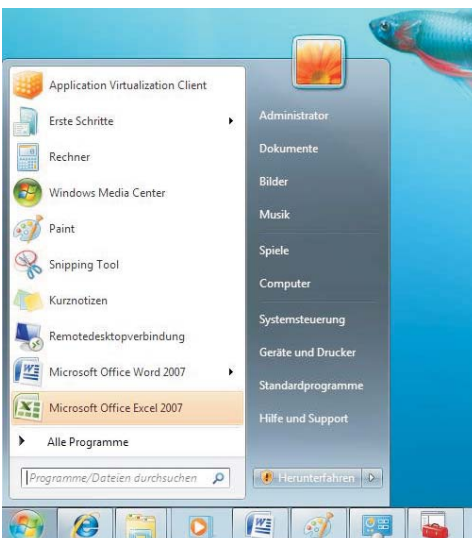 Application Virtualization Client
Erste Schritte
Rechner
Windows Media Center
Paint
Snipping Tool
Kurznotizen
Remotedesktopverbindung
Microsoft Office Word 2007
Microsoft Office Excel 2007
Alle Programme
Programme/Dateien durchsuchen
Administrator
Dokumente
Bilder
Musik
Spiele
Computer
Systemsteuerung
Geräte und Drucker
Standardprogramme
Hilfe und Support
Herunterfahren